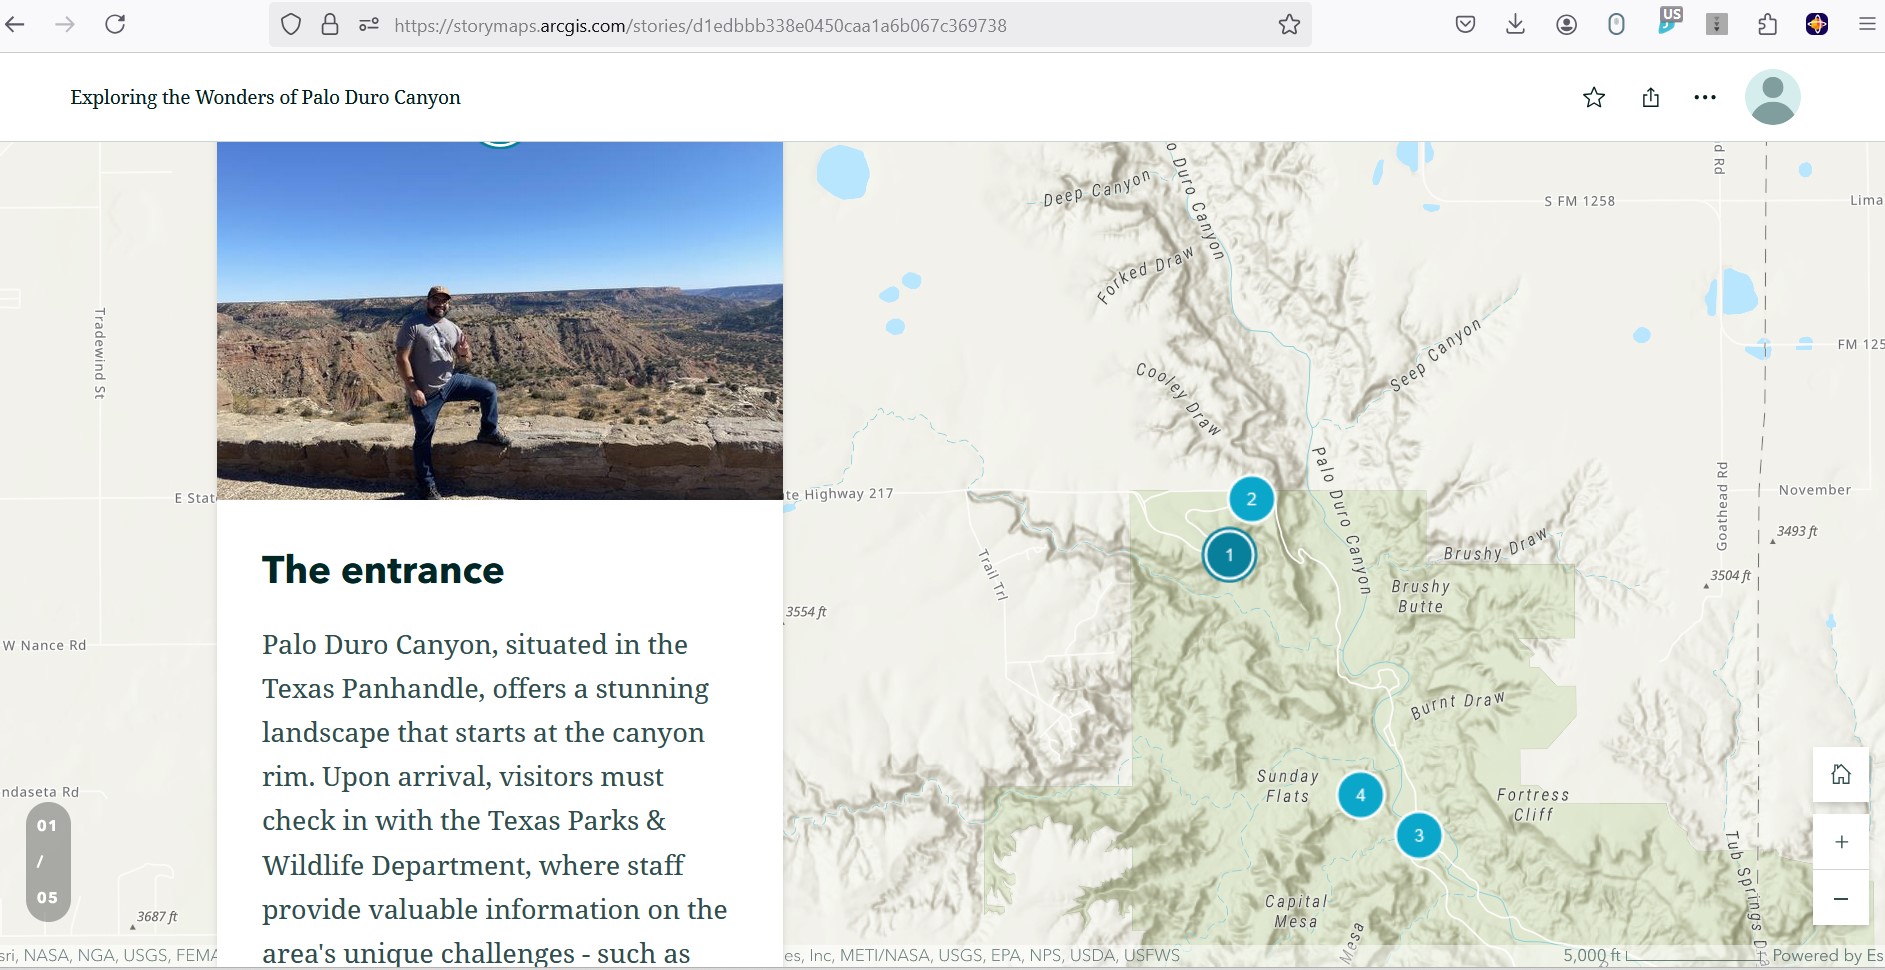 US
https://storymaps.arcgis.com/stories/d1edbbb338e0450caa1a6b067c369738
Exploring the Wonders of Palo Duro Canyon
The entrance
Palo Duro Canyon, situated in the
Texas Panhandle, offers a stunning
landscape that starts at the canyon
rim. Upon arrival, visitors must
check in with the Texas Parks &
Wildlife Department, where staff
provide valuable information on the
area's unique challenges - such as
Tradewind St
E Stat
W Nance Rd
ndaseta Rd
01
/
05
3687 ft
sri, NASA, NGA, USGS, FEMA
Deep Canyon
o Duro Canyon
Forked Draw
Cooley Draw
Seep Canyon
S FM 1258
d Rd
Lima
FM 125
te Highway 217
Trail Trl
3554 ft
2
1
Palo Duro Canyon
Brushy Draw
Brushy
Butte
Goathead Rd
November
3493 ft
3504 ft
Burnt Draw
Sunday
Flats
4
3
Fortress
Cliff
Capital
Mesa
Mesa
Tub Springs D
+
−
es, Inc, METI/NASA, USGS, EPA, NPS, USDA, USFWS
5,000 ft
Powered by Es